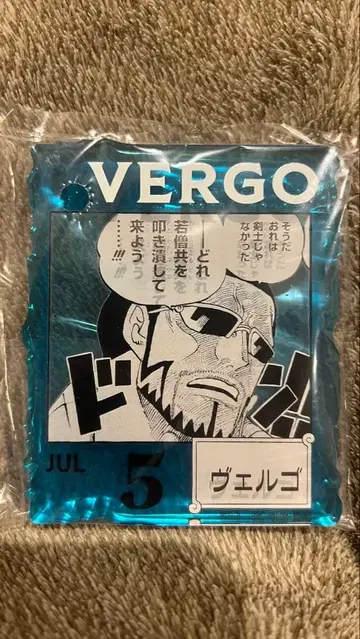 VERGO
そうだ
おれは
剣士じゃ
なかった
どれ
若僧共を
叩き潰して
来よう
……!!!
ドン!!
JUL
5
ヴェルゴ